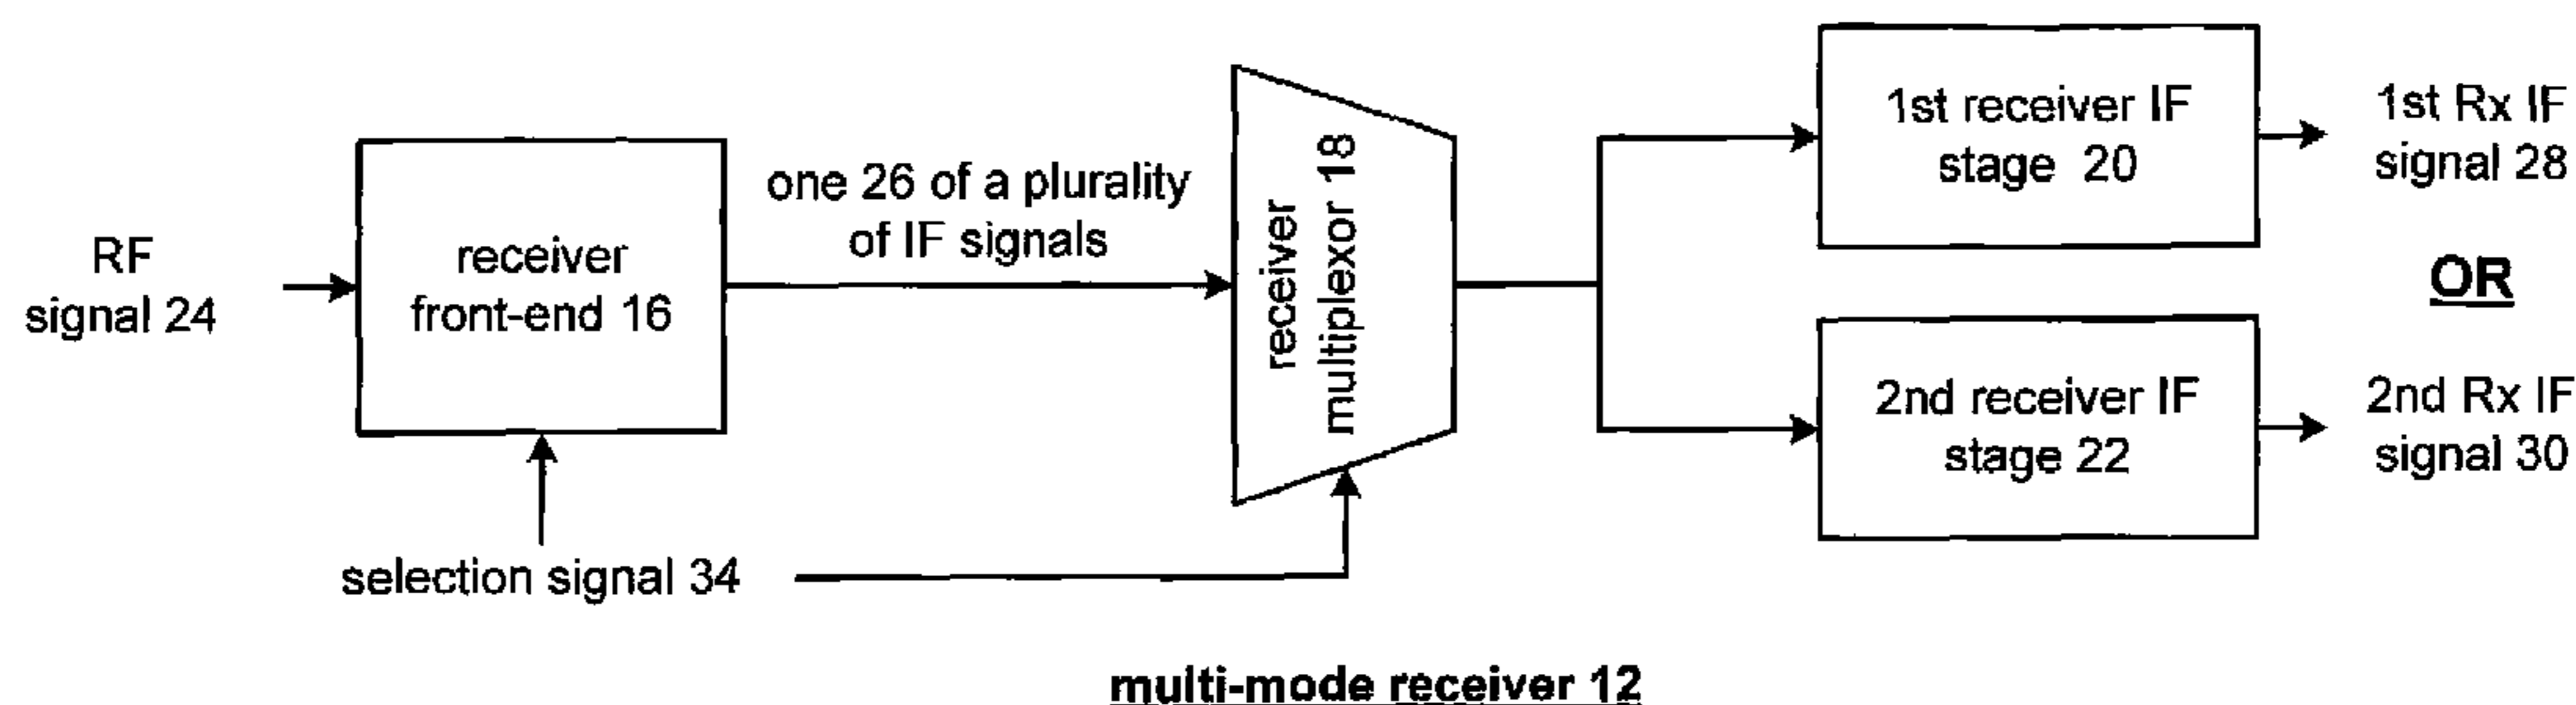 RF
signal 24
receiver
front-end 16
one 26 of a plurality
of IF signals
selection signal 34
receiver
multiplexor 18
1st receiver IF
stage 20
1st Rx IF
signal 28
OR
2nd receiver IF
stage 22
2nd Rx IF
signal 30
multi-mode receiver 12